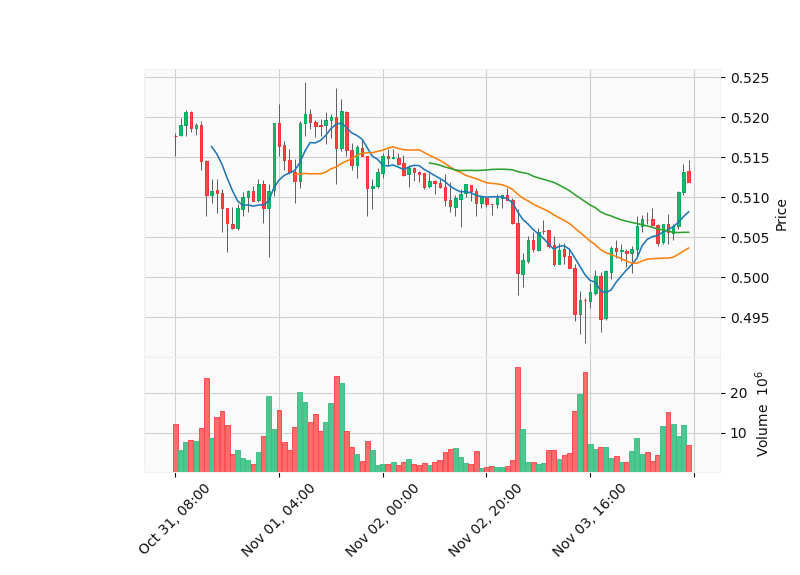 0.525
0.520
0.515
0.510
0.505
0.500
0.495
Price
20
10
Volume 10⁶
Oct 31, 08:00
Nov 01, 04:00
Nov 02, 00:00
Nov 02, 20:00
Nov 03, 16:00